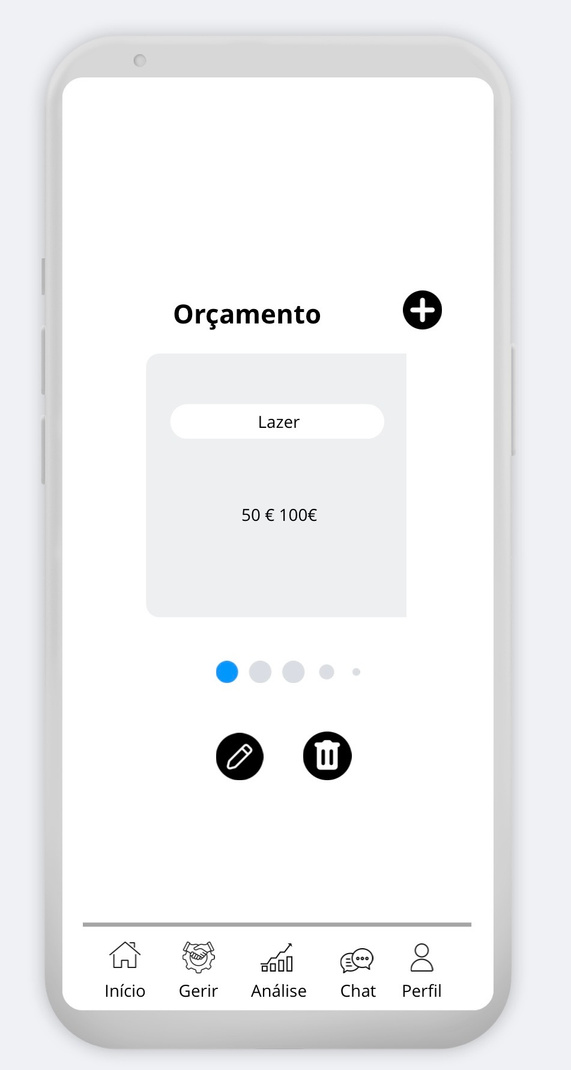 Orçamento
Lazer
50 € 100€
Início Gerir Análise Chat Perfil